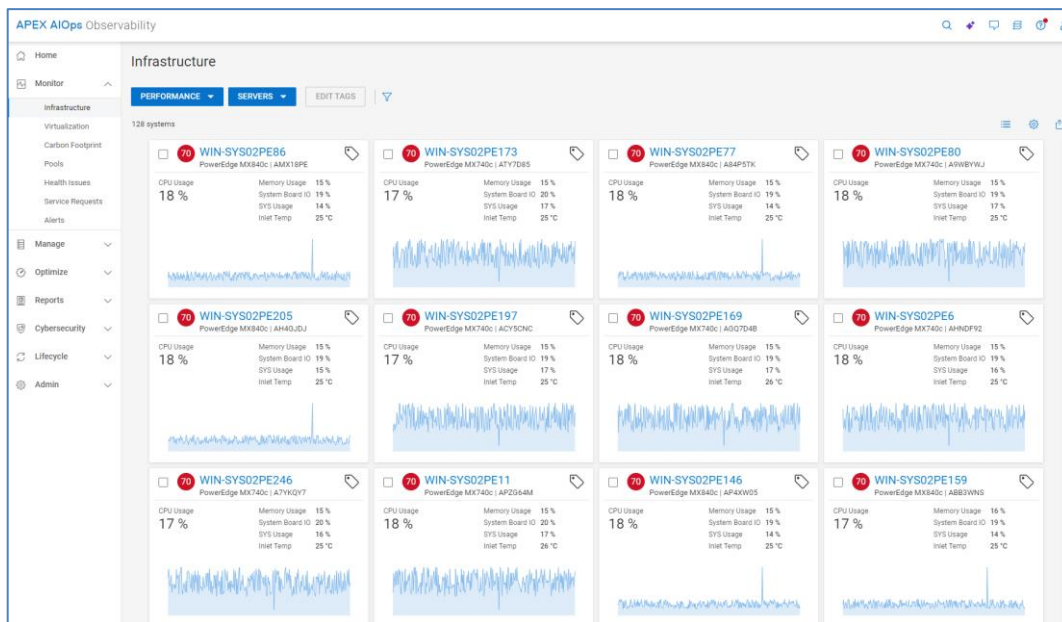 APEX AIOps Observability
Home
Monitor
Infrastructure
Virtualization
Carbon Footprint
Pools
Health Issues
Service Requests
Alerts
Manage
Optimize
Reports
Cybersecurity
Lifecycle
Admin
Infrastructure
PERFORMANCE
SERVERS
EDIT TAGS
128 systems
70 WIN-SYS02PE86
PowerEdge MX840c | AMX18PE
CPU Usage
18 %
Memory Usage 15 %
System Board IO 19 %
SYS Usage 14 %
Inlet Temp 25 °C
70 WIN-SYS02PE173
PowerEdge MX740c | ATY7D85
CPU Usage
17 %
Memory Usage 15 %
System Board IO 20 %
SYS Usage 17 %
Inlet Temp 25 °C
70 WIN-SYS02PE77
PowerEdge MX840c | A84P5TK
CPU Usage
18 %
Memory Usage 15 %
System Board IO 19 %
SYS Usage 14 %
Inlet Temp 25 °C
70 WIN-SYS02PE80
PowerEdge MX740c | A9WBYWJ
CPU Usage
18 %
Memory Usage 15 %
System Board IO 19 %
SYS Usage 17 %
Inlet Temp 25 °C
70 WIN-SYS02PE205
PowerEdge MX840c | AH4GJDJ
CPU Usage
18 %
Memory Usage 15 %
System Board IO 19 %
SYS Usage 15 %
Inlet Temp 25 °C
70 WIN-SYS02PE197
PowerEdge MX740c | ACY5CNC
CPU Usage
17 %
Memory Usage 15 %
System Board IO 19 %
SYS Usage 17 %
Inlet Temp 25 °C
70 WIN-SYS02PE169
PowerEdge MX740c | AGQ7D4B
CPU Usage
18 %
Memory Usage 15 %
System Board IO 19 %
SYS Usage 17 %
Inlet Temp 26 °C
70 WIN-SYS02PE6
PowerEdge MX740c | AHNDF92
CPU Usage
18 %
Memory Usage 15 %
System Board IO 19 %
SYS Usage 16 %
Inlet Temp 25 °C
70 WIN-SYS02PE246
PowerEdge MX740c | A7YKQY7
CPU Usage
17 %
Memory Usage 15 %
System Board IO 20 %
SYS Usage 16 %
Inlet Temp 25 °C
70 WIN-SYS02PE11
PowerEdge MX740c | APZG64M
CPU Usage
18 %
Memory Usage 15 %
System Board IO 20 %
SYS Usage 17 %
Inlet Temp 26 °C
70 WIN-SYS02PE146
PowerEdge MX840c | AP4XW05
CPU Usage
18 %
Memory Usage 15 %
System Board IO 19 %
SYS Usage 14 %
Inlet Temp 25 °C
70 WIN-SYS02PE159
PowerEdge MX840c | ABB3WNS
CPU Usage
17 %
Memory Usage 16 %
System Board IO 19 %
SYS Usage 14 %
Inlet Temp 25 °C